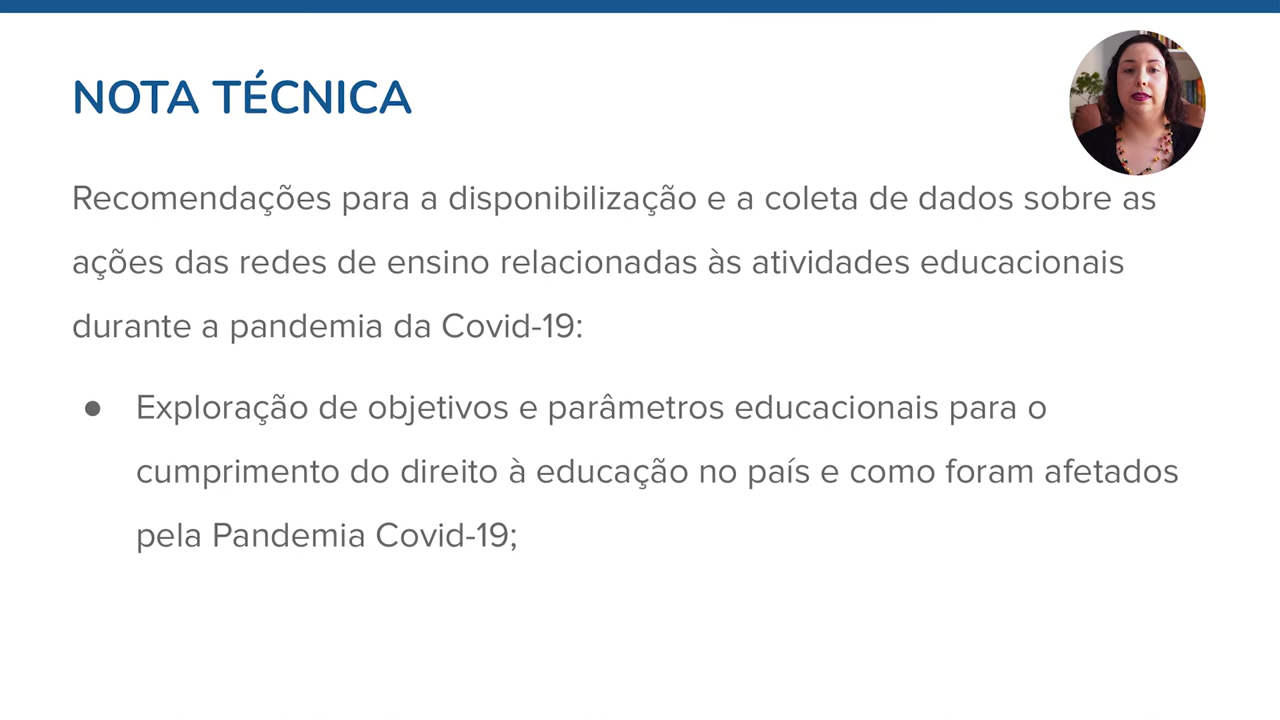 NOTA TÉCNICA
Recomendações para a disponibilização e a coleta de dados sobre as
ações das redes de ensino relacionadas às atividades educacionais
durante a pandemia da Covid-19:
● Exploração de objetivos e parâmetros educacionais para o
cumprimento do direito à educação no país e como foram afetados
pela Pandemia Covid-19;